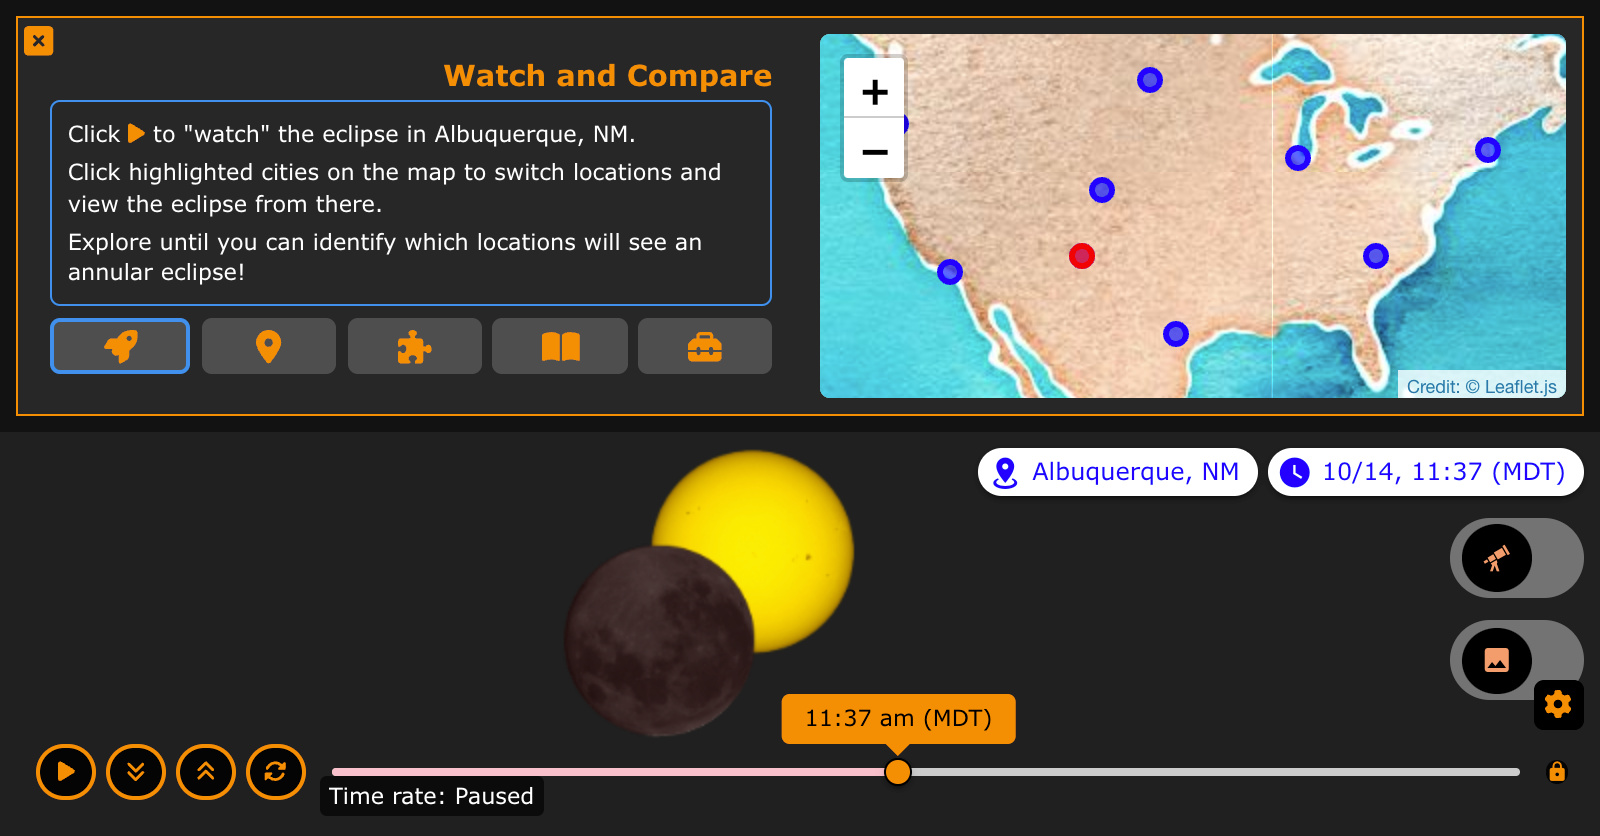 Watch and Compare
Click to "watch" the eclipse in Albuquerque, NM.
Click highlighted cities on the map to switch locations and
view the eclipse from there.
Explore until you can identify which locations will see an
annular eclipse!
+
−
Credit: © Leaflet.js
Albuquerque, NM
10/14, 11:37 (MDT)
11:37 am (MDT)
Time rate: Paused